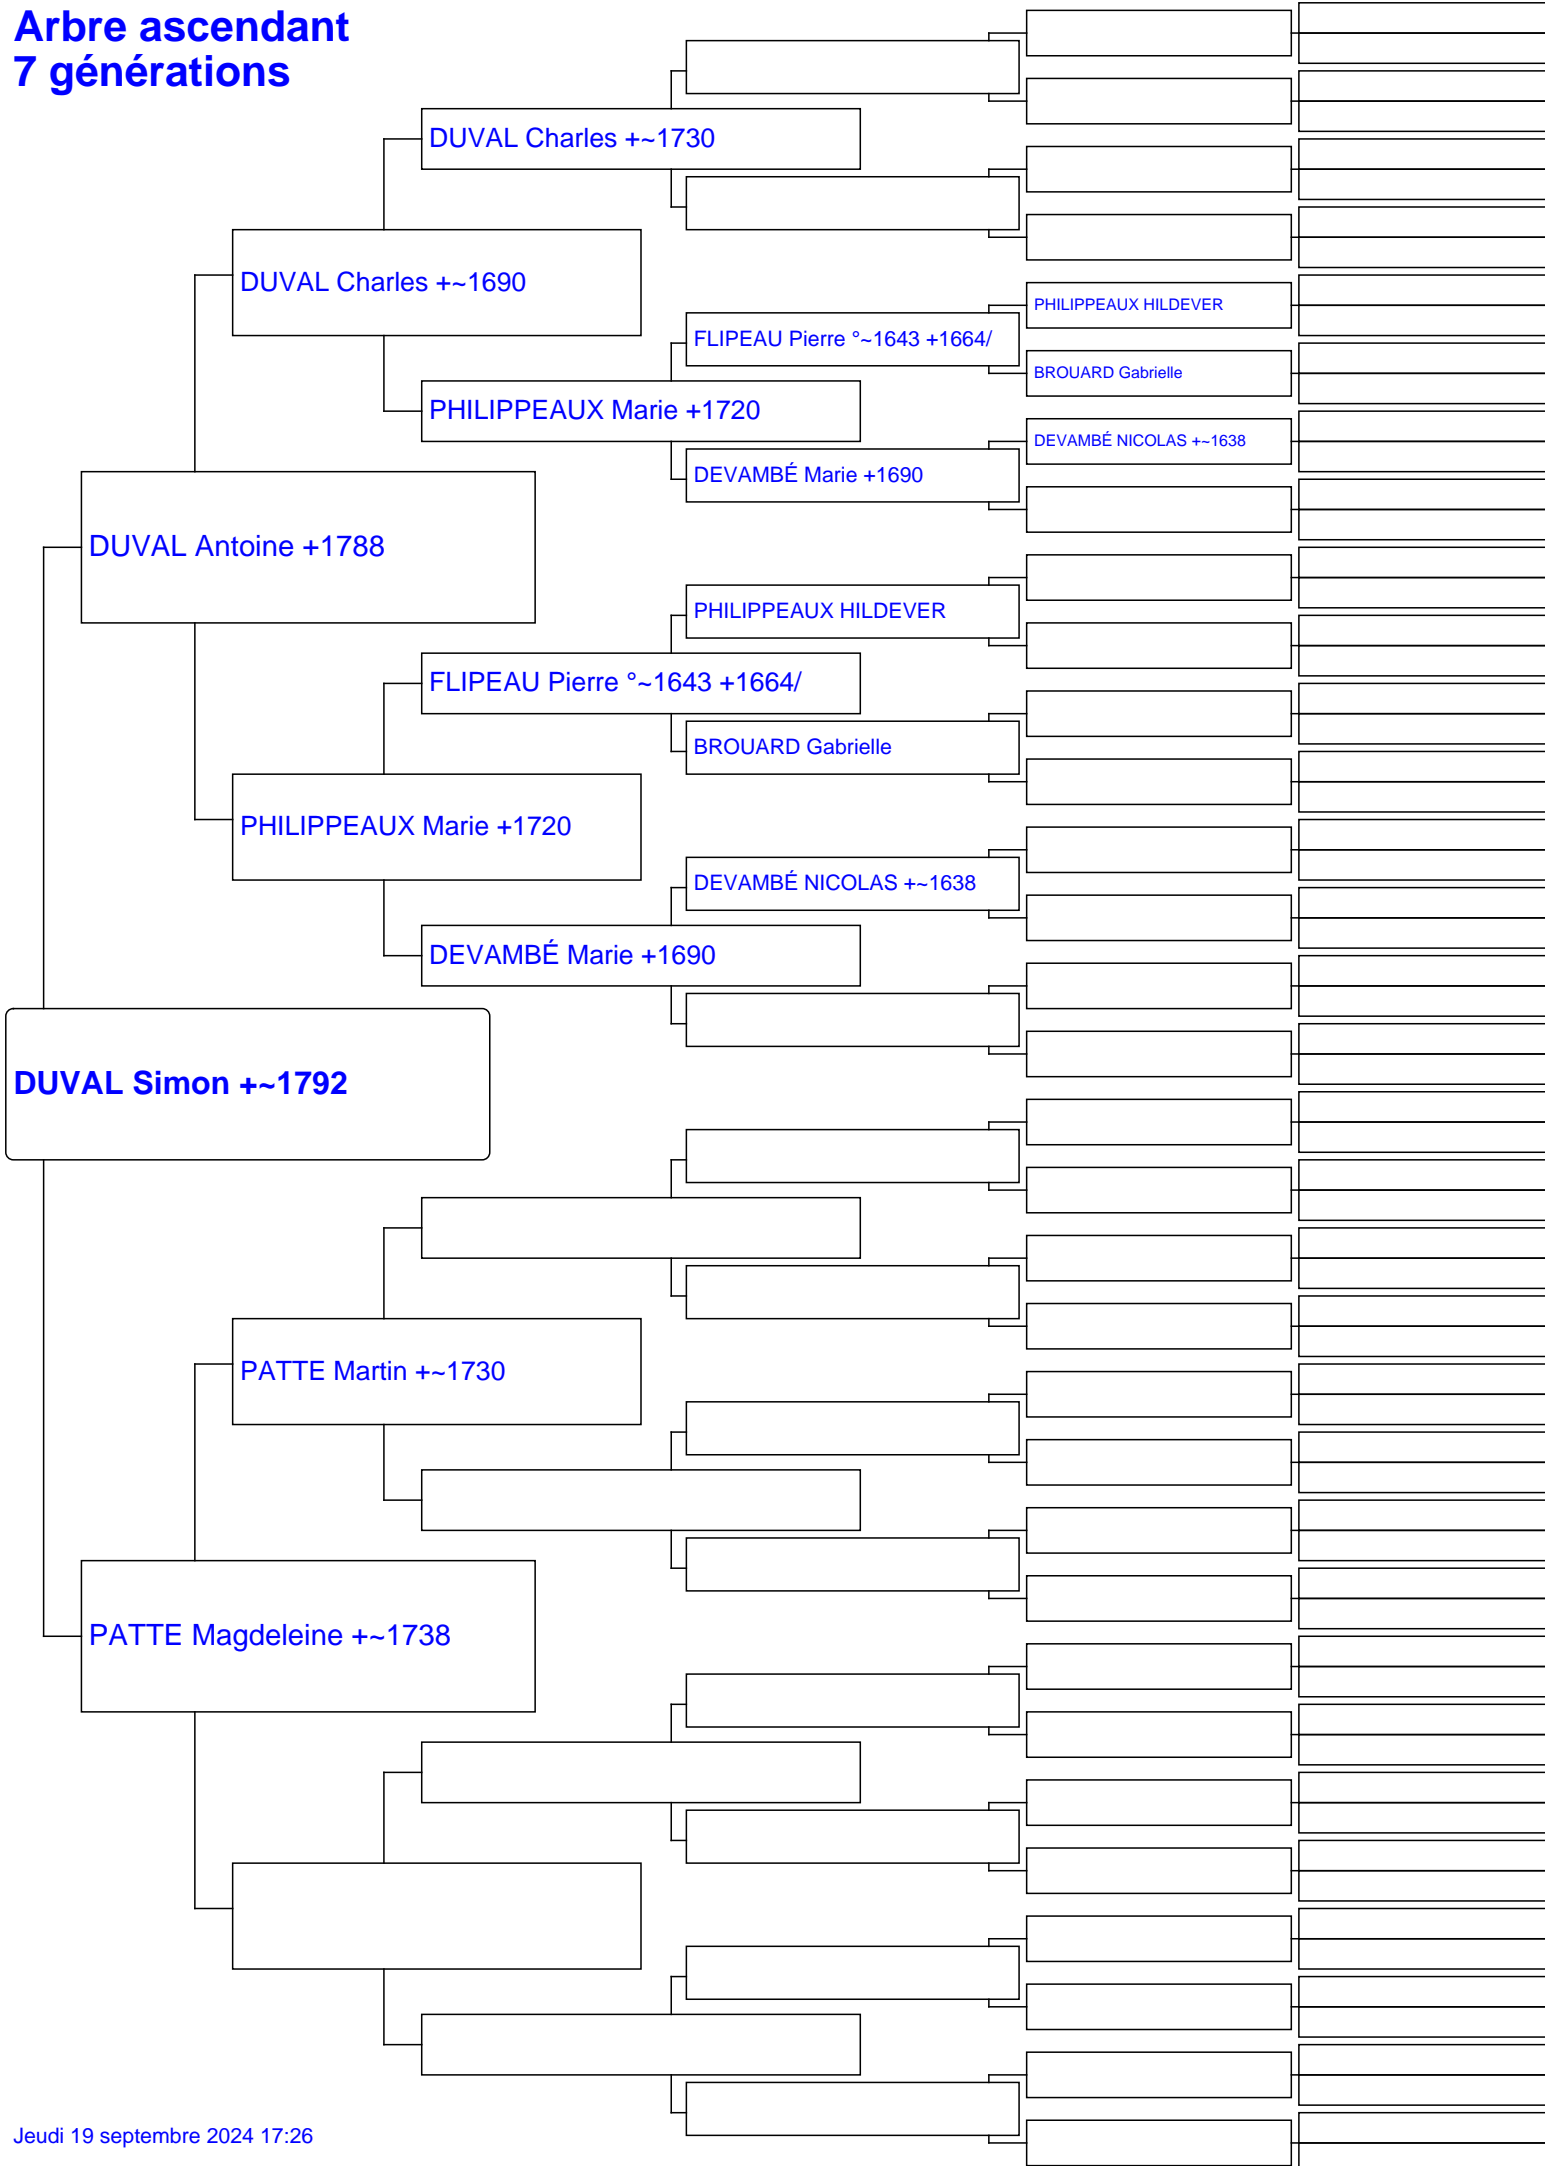 Arbre ascendant
7 générations
DUVAL Charles +~1730
DUVAL Charles +~1690
PHILIPPEAUX HILDEVER
FLIPEAU Pierre °~1643 +1664/
BROUARD Gabrielle
PHILIPPEAUX Marie +1720
DEVAMBÉ NICOLAS +~1638
DEVAMBÉ Marie +1690
DUVAL Antoine +1788
PHILIPPEAUX HILDEVER
FLIPEAU Pierre °~1643 +1664/
BROUARD Gabrielle
PHILIPPEAUX Marie +1720
DEVAMBÉ NICOLAS +~1638
DEVAMBÉ Marie +1690
DUVAL Simon +~1792
PATTE Martin +~1730
PATTE Magdeleine +~1738
Jeudi 19 septembre 2024 17:26